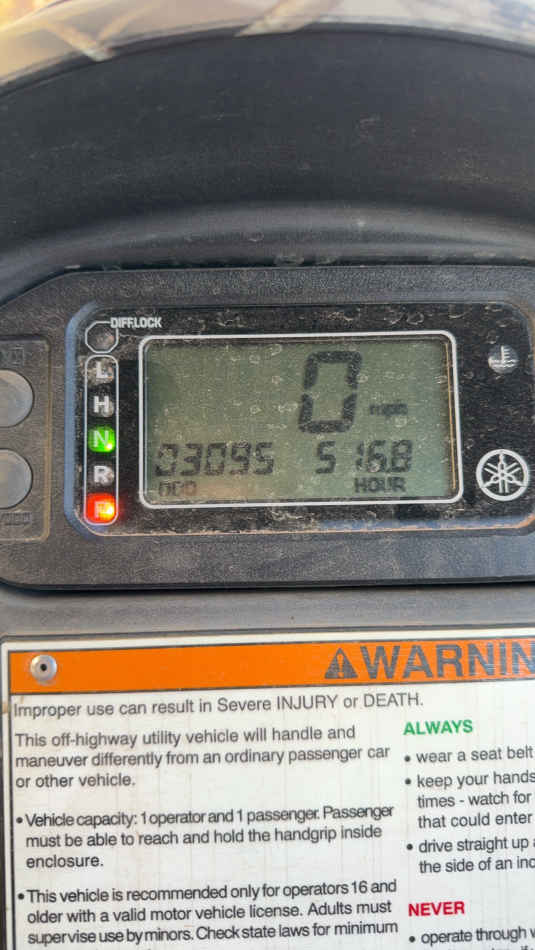 DIFF.LOCK
L
H
N
R
P
0 mph
03095 516.8
ODO HOUR
WARNIN
Improper use can result in Severe INJURY or DEATH.
This off-highway utility vehicle will handle and
maneuver differently from an ordinary passenger car
or other vehicle.
• Vehicle capacity: 1 operator and 1 passenger. Passenger
must be able to reach and hold the handgrip inside
enclosure.
• This vehicle is recommended only for operators 16 and
older with a valid motor vehicle license. Adults must
supervise use by minors. Check state laws for minimum
ALWAYS
• wear a seat belt
• keep your hands
times - watch for
that could enter
• drive straight up
the side of an inc
NEVER
• operate through